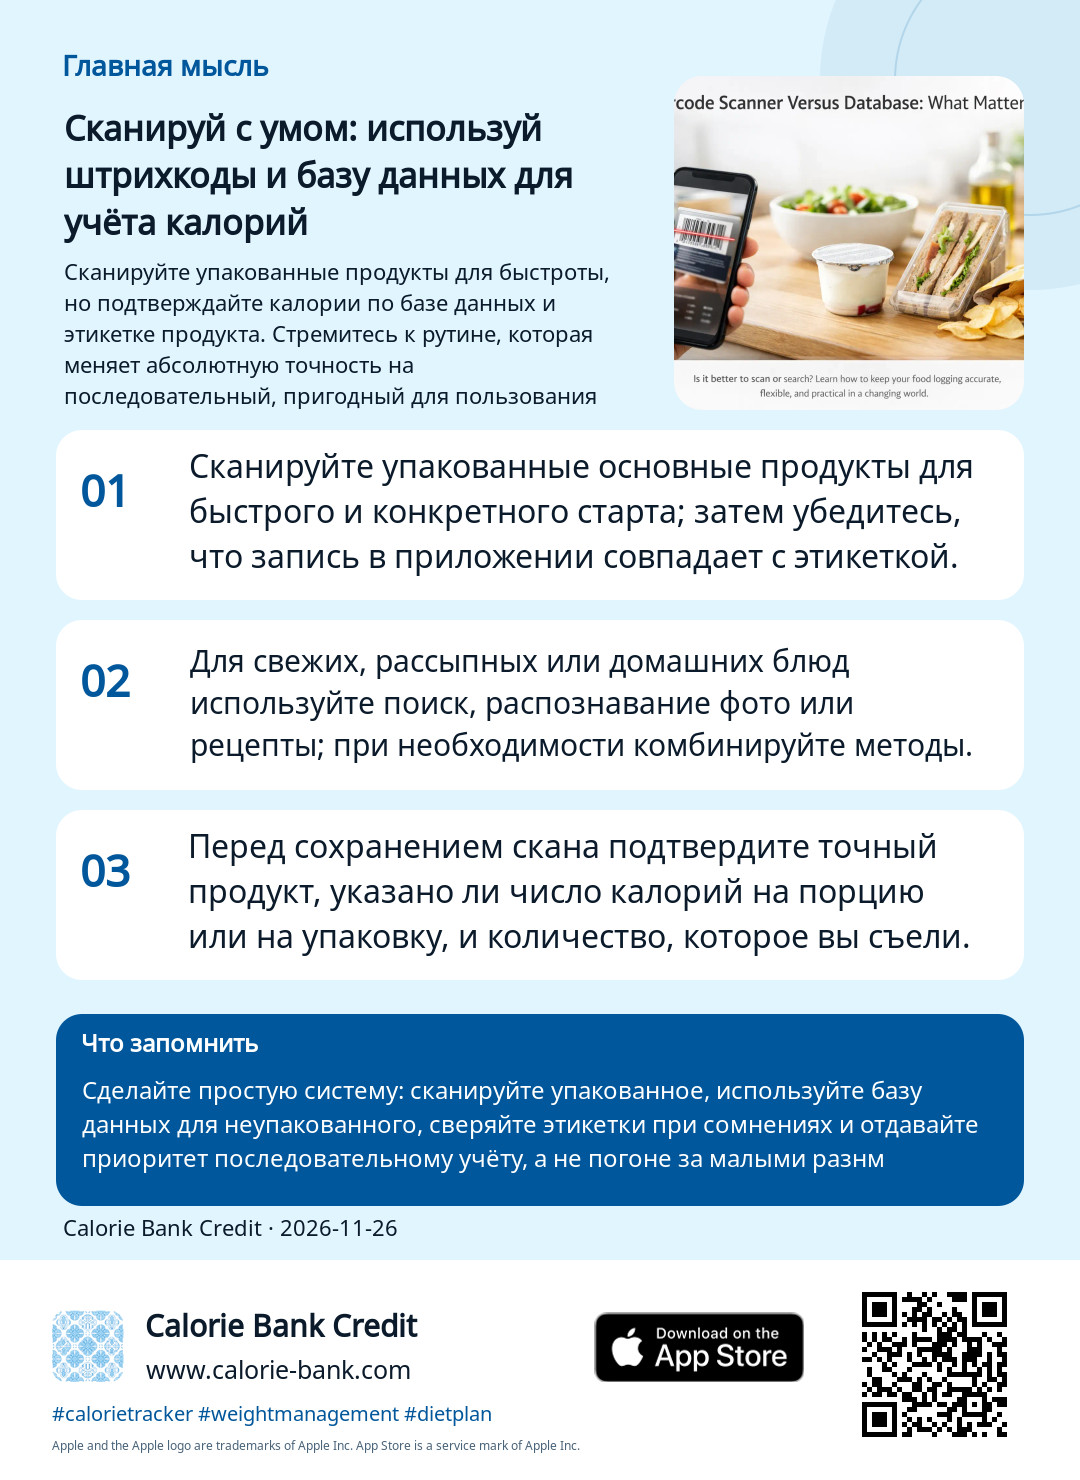 Главная мысль
Сканируй с умом: используй
штрихкоды и базу данных для
учёта калорий
Сканируйте упакованные продукты для быстроты,
но подтверждайте калории по базе данных и
этикетке продукта. Стремитесь к рутине, которая
меняет абсолютную точность на
последовательный, пригодный для пользования
rcode Scanner Versus Database: What Matter
Is it better to scan or search? Learn how to keep your food logging accurate,
flexible, and practical in a changing world.
01
Сканируйте упакованные основные продукты для
быстрого и конкретного старта; затем убедитесь,
что запись в приложении совпадает с этикеткой.
02
Для свежих, рассыпных или домашних блюд
используйте поиск, распознавание фото или
рецепты; при необходимости комбинируйте методы.
03
Перед сохранением скана подтвердите точный
продукт, указано ли число калорий на порцию
или на упаковку, и количество, которое вы съели.
Что запомнить
Сделайте простую систему: сканируйте упакованное, используйте базу
данных для неупакованного, сверяйте этикетки при сомнениях и отдавайте
приоритет последовательному учёту, а не погоне за малыми разнм
Calorie Bank Credit · 2026-11-26
Calorie Bank Credit
www.calorie-bank.com
Download on the
App Store
#calorietracker #weightmanagement #dietplan
Apple and the Apple logo are trademarks of Apple Inc. App Store is a service mark of Apple Inc.